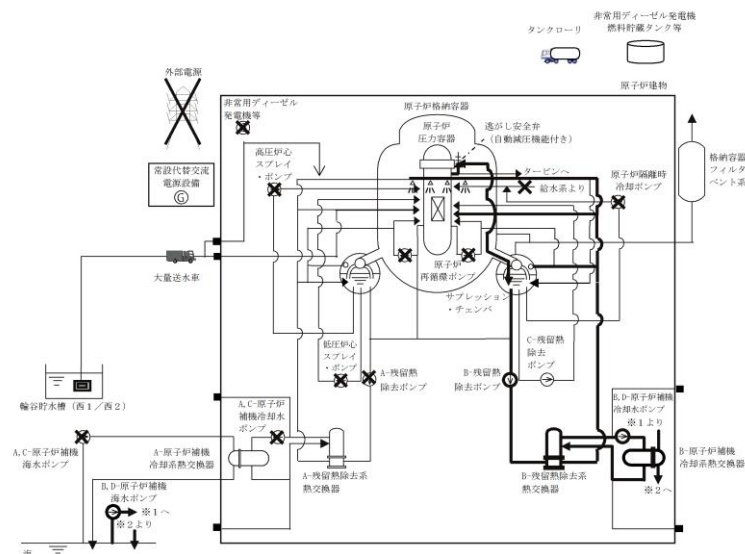 非常用ディーゼル発電機
燃料貯蔵タンク等
タンクローリ
原子炉建物
外部電源
非常用ディーゼル
発電機等
原子炉格納容器
原子炉
圧力容器
逃がし安全弁
(自動減圧機能付き)
高圧炉心
スプレイ・
ポンプ
タービンへ
給水系より
原子炉隔離時
冷却ポンプ
格納容器
フィルタ
ベント系
常設代替交流
電源設備
G
大量送水車
原子炉
再循環ポンプ
サプレッション
・チェンバ
低圧炉心
スプレイ
・ポンプ
A-残留熱
除去ポンプ
B-残留熱
除去ポンプ
C-残留熱
除去
ポンプ
輪谷貯水槽(西1/西2)
A,C-原子炉
補機冷却水
ポンプ
B,D-原子炉補機
冷却水ポンプ
※1より
A,C-原子炉補機
海水ポンプ
A-原子炉補機
冷却系熱交換器
A-残留熱除去系
熱交換器
B-残留熱除去系
熱交換器
B-原子炉補機
冷却系熱交換器
※2へ
B,D-原子炉補機
海水ポンプ
※1へ
※2より
海